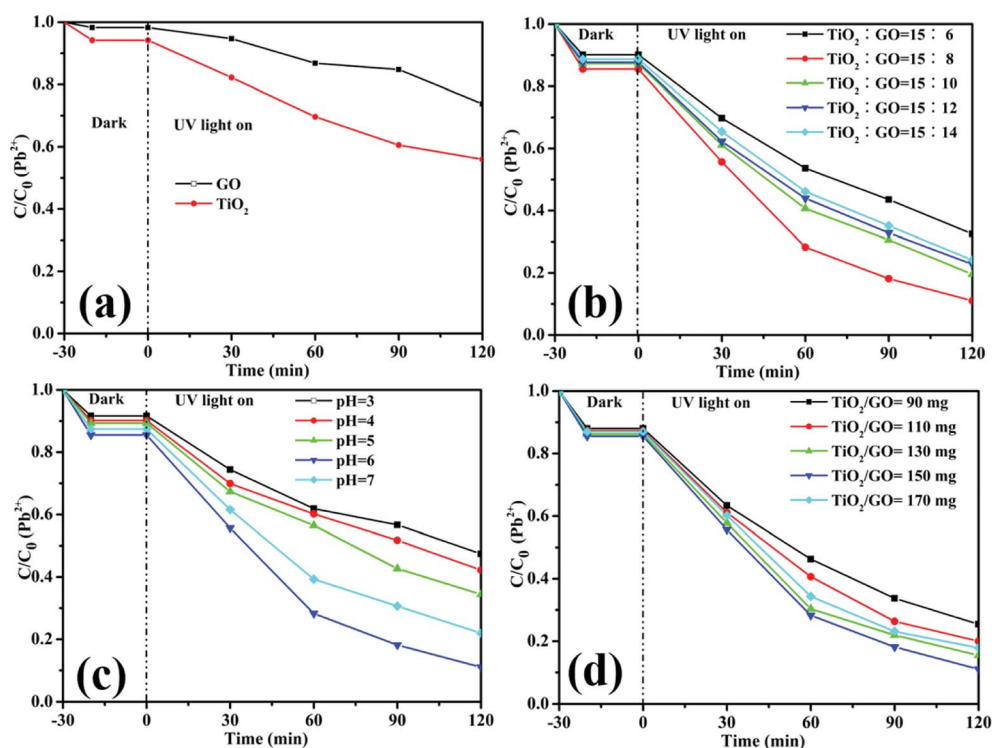 1.0
0.8
0.6
0.4
0.2
0.0
C/C0 (Pb2+)
Dark
UV light on
GO
TiO2
(a)
-30 0 30 60 90 120
Time (min)
1.0
0.8
0.6
0.4
0.2
0.0
C/C0 (Pb2+)
Dark
UV light on
TiO2:GO=15:6
TiO2:GO=15:8
TiO2:GO=15:10
TiO2:GO=15:12
TiO2:GO=15:14
(b)
-30 0 30 60 90 120
Time (min)
1.0
0.8
0.6
0.4
0.2
0.0
C/C0 (Pb2+)
Dark
UV light on
pH=3
pH=4
pH=5
pH=6
pH=7
(c)
-30 0 30 60 90 120
Time (min)
1.0
0.8
0.6
0.4
0.2
0.0
C/C0 (Pb2+)
Dark
UV light on
TiO2/GO= 90 mg
TiO2/GO= 110 mg
TiO2/GO= 130 mg
TiO2/GO= 150 mg
TiO2/GO= 170 mg
(d)
-30 0 30 60 90 120
Time (min)